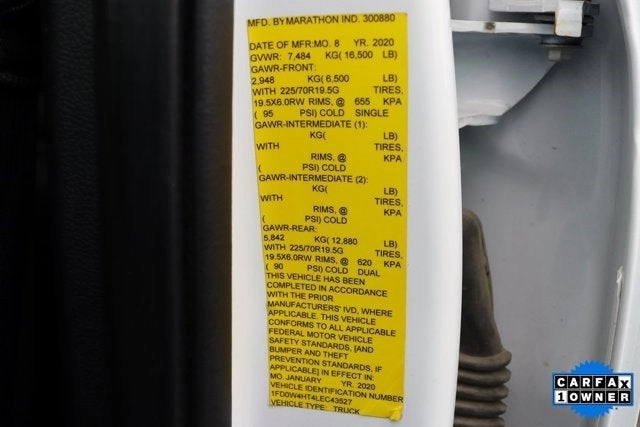 MFD. BY MARATHON IND. 300880
DATE OF MFR:MO. 8 YR. 2020
GVWR: 7,484 KG( 16,500 LB)
GAWR-FRONT:
2,948 KG( 6,500 LB)
WITH 225/70R19.5G TIRES,
19.5X6.0RW RIMS, @ 655 KPA
( 95 PSI) COLD SINGLE
GAWR-INTERMEDIATE (1):
KG( LB)
WITH TIRES,
RIMS, @ KPA
( PSI) COLD
GAWR-INTERMEDIATE (2):
KG( LB)
WITH TIRES,
RIMS, @ KPA
( PSI) COLD
GAWR-REAR:
5,842 KG( 12,880 LB)
WITH 225/70R19.5G TIRES,
19.5X6.0RW RIMS, @ 620 KPA
( 90 PSI) COLD DUAL
THIS VEHICLE HAS BEEN
COMPLETED IN ACCORDANCE
WITH THE PRIOR
MANUFACTURERS' IVD, WHERE
APPLICABLE. THIS VEHICLE
CONFORMS TO ALL APPLICABLE
FEDERAL MOTOR VEHICLE
SAFETY STANDARDS, [AND
BUMPER AND THEFT
PREVENTION STANDARDS, IF
APPLICABLE] IN EFFECT IN:
MO. JANUARY YR. 2020
VEHICLE IDENTIFICATION NUMBER
1FD0W4HT4LEC43527
VEHICLE TYPE: TRUCK
CARFAX
1 OWNER